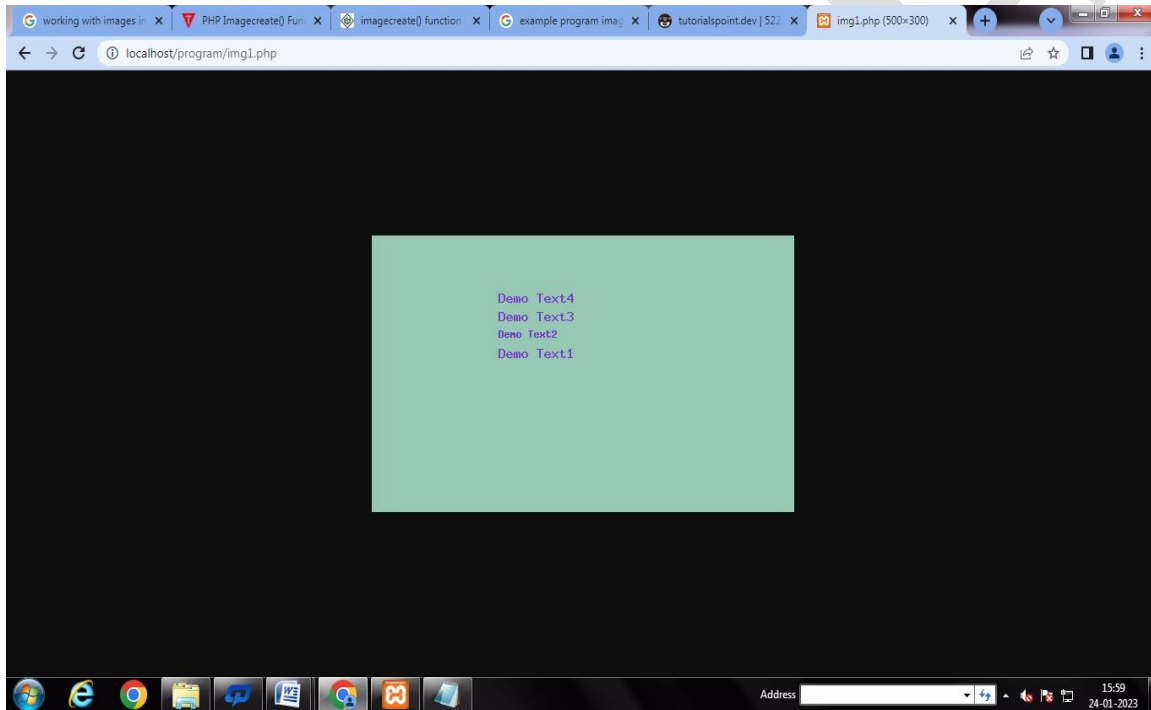 working with images in
PHP Imagecreate() Fun
imagecreate() function
example program imag
tutorialspoint.dev | 522
img1.php (500×300)
localhost/program/img1.php
Demo Text4
Demo Text3
Demo Text2
Demo Text1
Address
15:59
24-01-2023